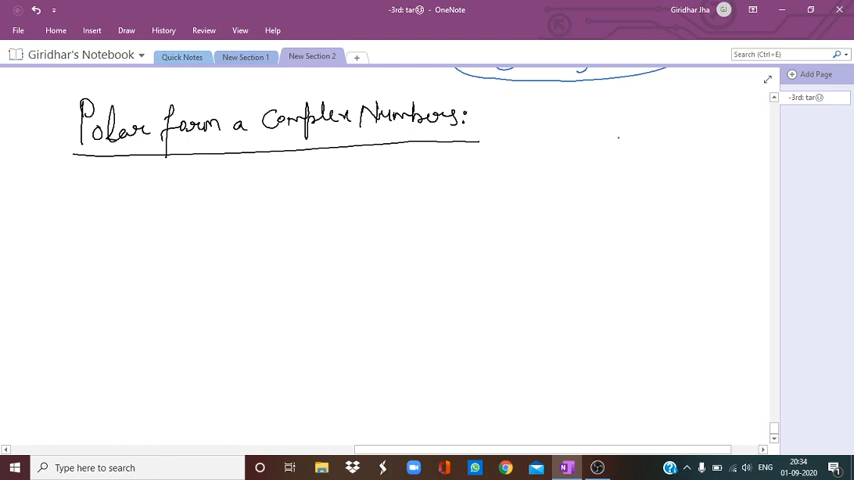 -3rd: tar☹ - OneNote
Giridhar Jha
GJ
File Home Insert Draw History Review View Help
Giridhar's Notebook
Quick Notes
New Section 1
New Section 2
Search (Ctrl+E)
Add Page
-3rd: tar☹
Polar form a Complex Numbers:
Type here to search
ENG
20:34
01-09-2020
1